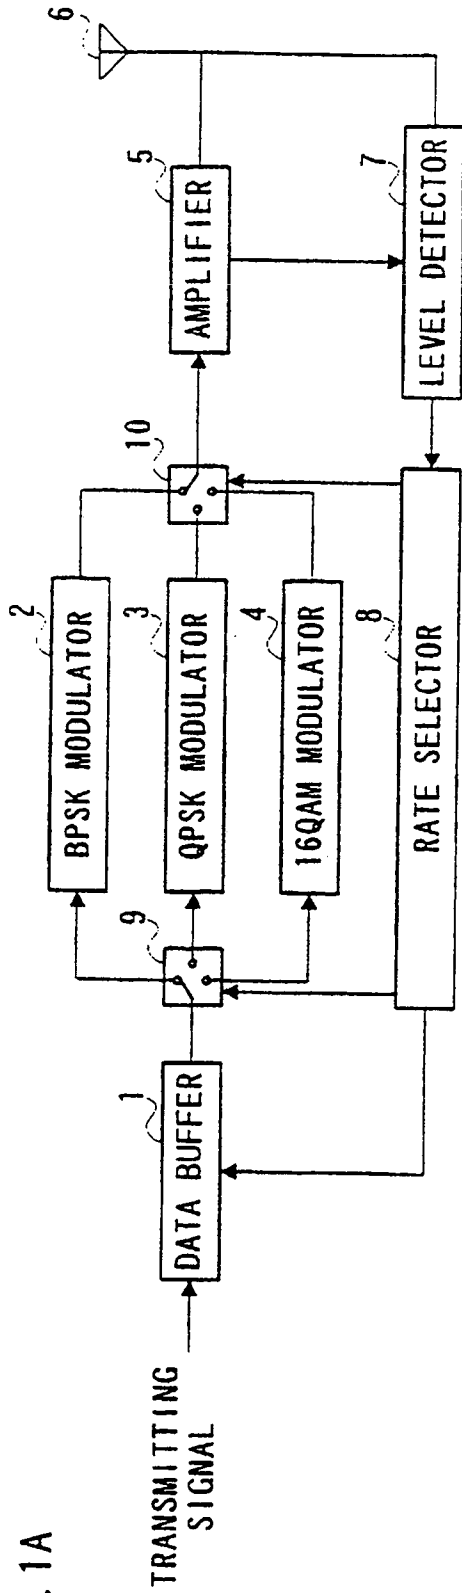 . 1A
TRANSMITTING
SIGNAL
1
DATA BUFFER
9
2
BPSK MODULATOR
3
QPSK MODULATOR
4
16QAM MODULATOR
10
5
AMPLIFIER
6
7
LEVEL DETECTOR
8
RATE SELECTOR